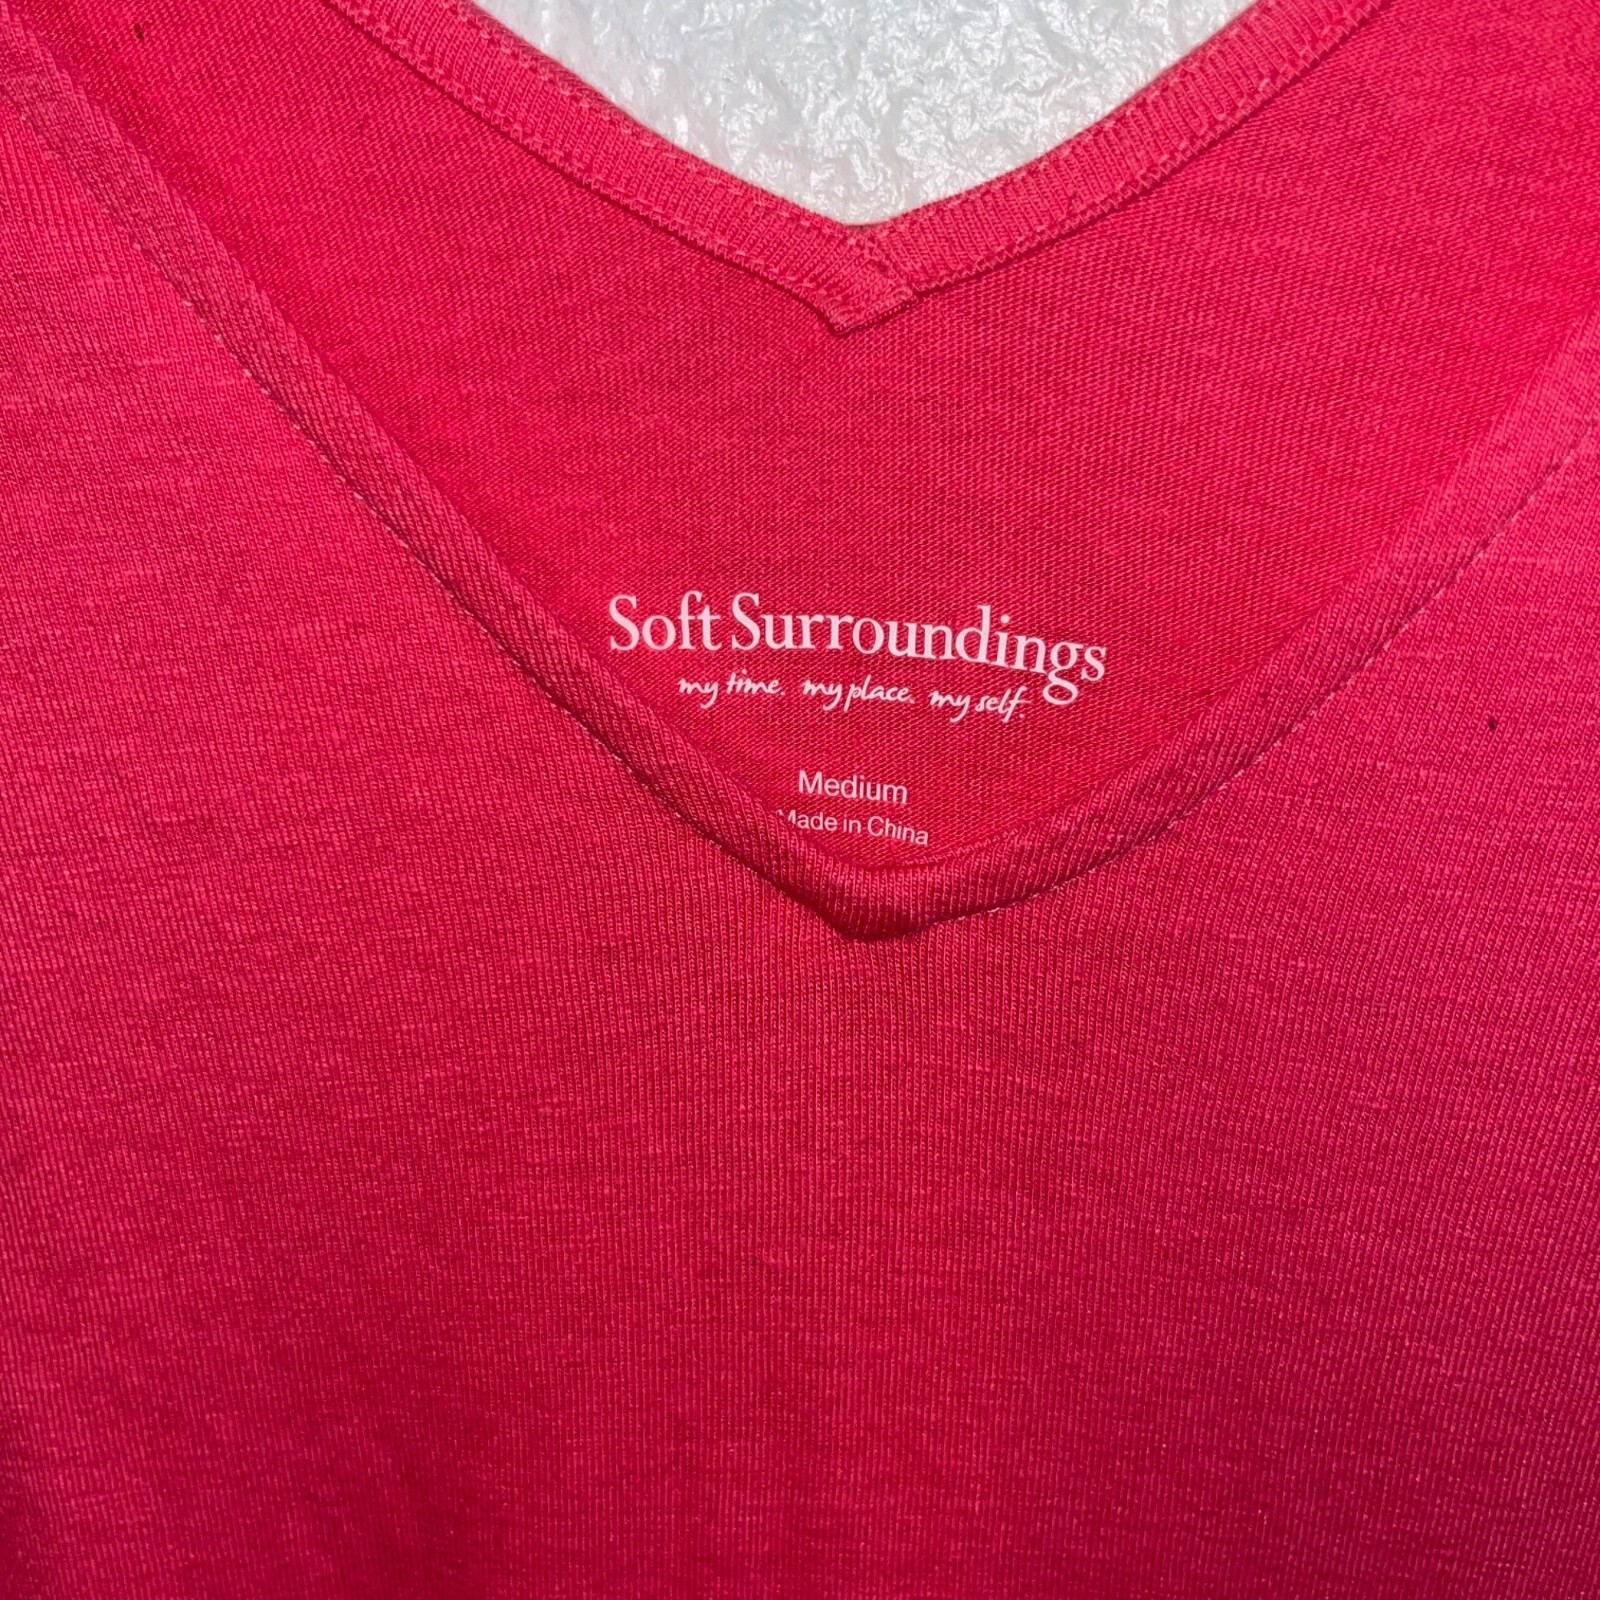 Soft Surroundings
my time. my place. my self.
Medium
Made in China